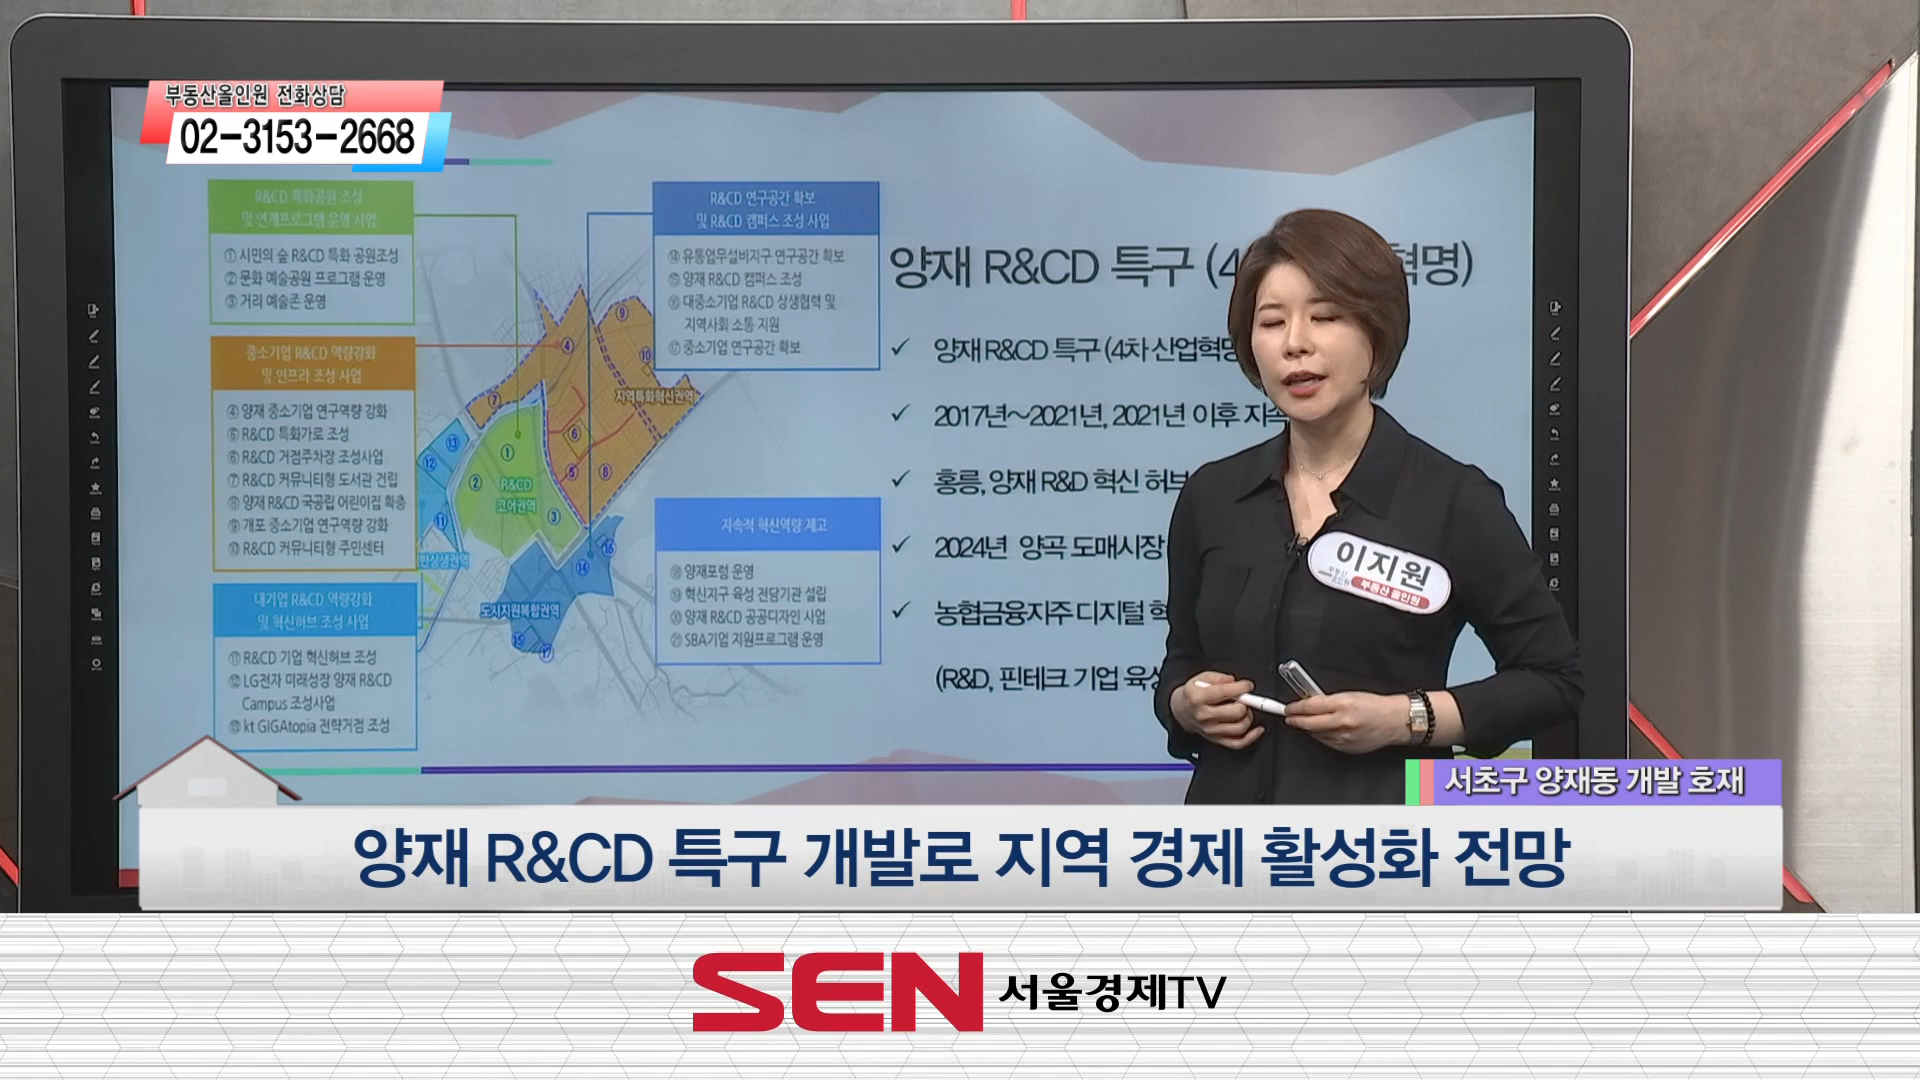 부동산올인원 전화상담
02-3153-2668
R&CD 특화공원 조성
및 연계프로그램 운영 사업
① 시민의 숲 R&CD 특화 공원조성
② 문화 예술공원 프로그램 운영
③ 거리 예술존 운영
중소기업 R&CD 역량강화
및 인프라 조성 사업
④ 양재 중소기업 연구역량 강화
⑥ R&CD 특화가로 조성
⑥ R&CD 거점주차장 조성사업
⑦ R&CD 커뮤니티형 도서관 건립
⑧ 양재 R&CD 국공립 어린이집 확충
⑨ 개포 중소기업 연구역량 강화
⑩ R&CD 커뮤니티형 주민센터
대기업 R&CD 역량강화
및 혁신허브 조성 사업
⑪ R&CD 기업 혁신허브 조성
⑫ LG전자 미래성장 양재 R&CD
Campus 조성사업
⑬ kt GIGAtopia 전략거점 조성
R&CD 연구공간 확보
및 R&CD 캠퍼스 조성 사업
⑭ 유통업무설비지구 연구공간 확보
⑮ 양재 R&CD 캠퍼스 조성
⑯ 대중소기업 R&CD 상생협력 및
지역사회 소통 지원
⑰ 중소기업 연구공간 확보
지속적 혁신역량 제고
⑱ 양재포럼 운영
⑲ 혁신지구 육성 전담기관 설립
⑳ 양재 R&CD 공공디자인 사업
㉑ SBA기업 지원프로그램 운영
⑨
④
⑩
지역특화혁신권역
⑦
⑥
⑤
⑧
①
②
③
R&CD
코어권역
⑬
⑫
⑪
반상생권역
⑯
⑭
도시지원복합권역
⑮
⑰
양재 R&CD 특구 (4 혁명)
✓ 양재 R&CD 특구 (4차 산업혁명
✓ 2017년~2021년, 2021년 이후 지속
✓ 홍릉, 양재 R&D 혁신 허브
✓ 2024년 양곡 도매시장
✓ 농협금융지주 디지털 혁
(R&D, 핀테크 기업 육성
이지원
부동산 올인원
서초구 양재동 개발 호재
양재 R&CD 특구 개발로 지역 경제 활성화 전망
SEN 서울경제TV